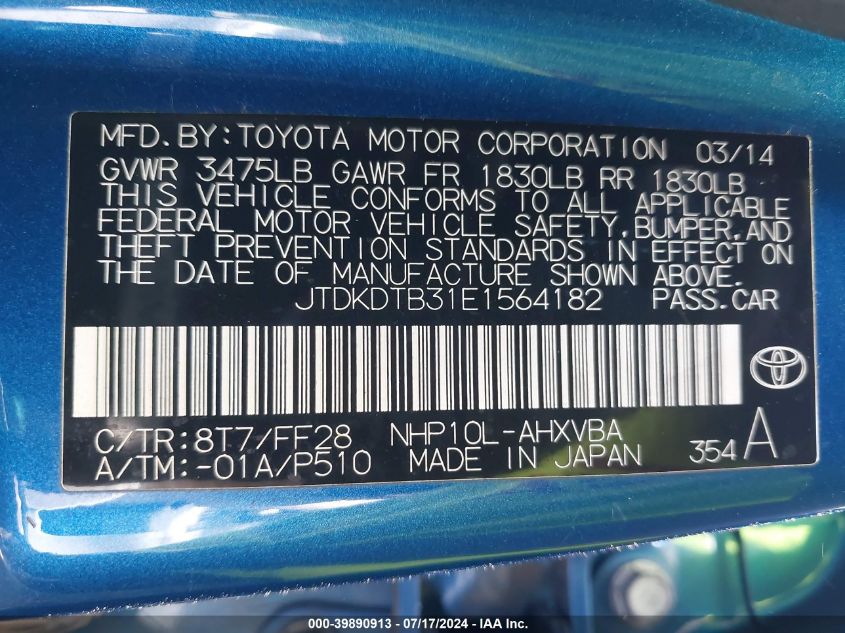 MFD.BY:TOYOTA MOTOR CORPORATION 03/14
GVWR 3475LB GAWR FR 1830LB RR 1830LB
THIS VEHICLE CONFORMS TO ALL APPLICABLE
FEDERAL MOTOR VEHICLE SAFETY,BUMPER,AND
THEFT PREVENTION STANDARDS IN EFFECT ON
THE DATE OF MANUFACTURE SHOWN ABOVE.
JTDKDTB31E1564182 PASS.CAR
C/TR:8T7/FF28 NHP10L-AHXVBA
A/TM:-01A/P510 MADE IN JAPAN 354A
000-39890913 / 07/17/2024 - IAA Inc.